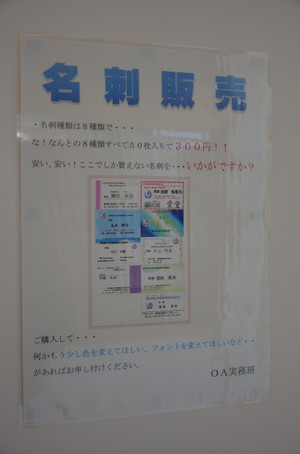 名刺販売
・名刺種類は８種類で・・・
な！なんとの８種類すべて５０枚入りで３００円！！
安い、安い！ここでしか買えない名刺を・・・いかがですか？
ご購入して・・・
何かもう少し色を変えてほしい、フォントを変えてほしいなど・・
があればお申し付けください。
ＯＡ実務班